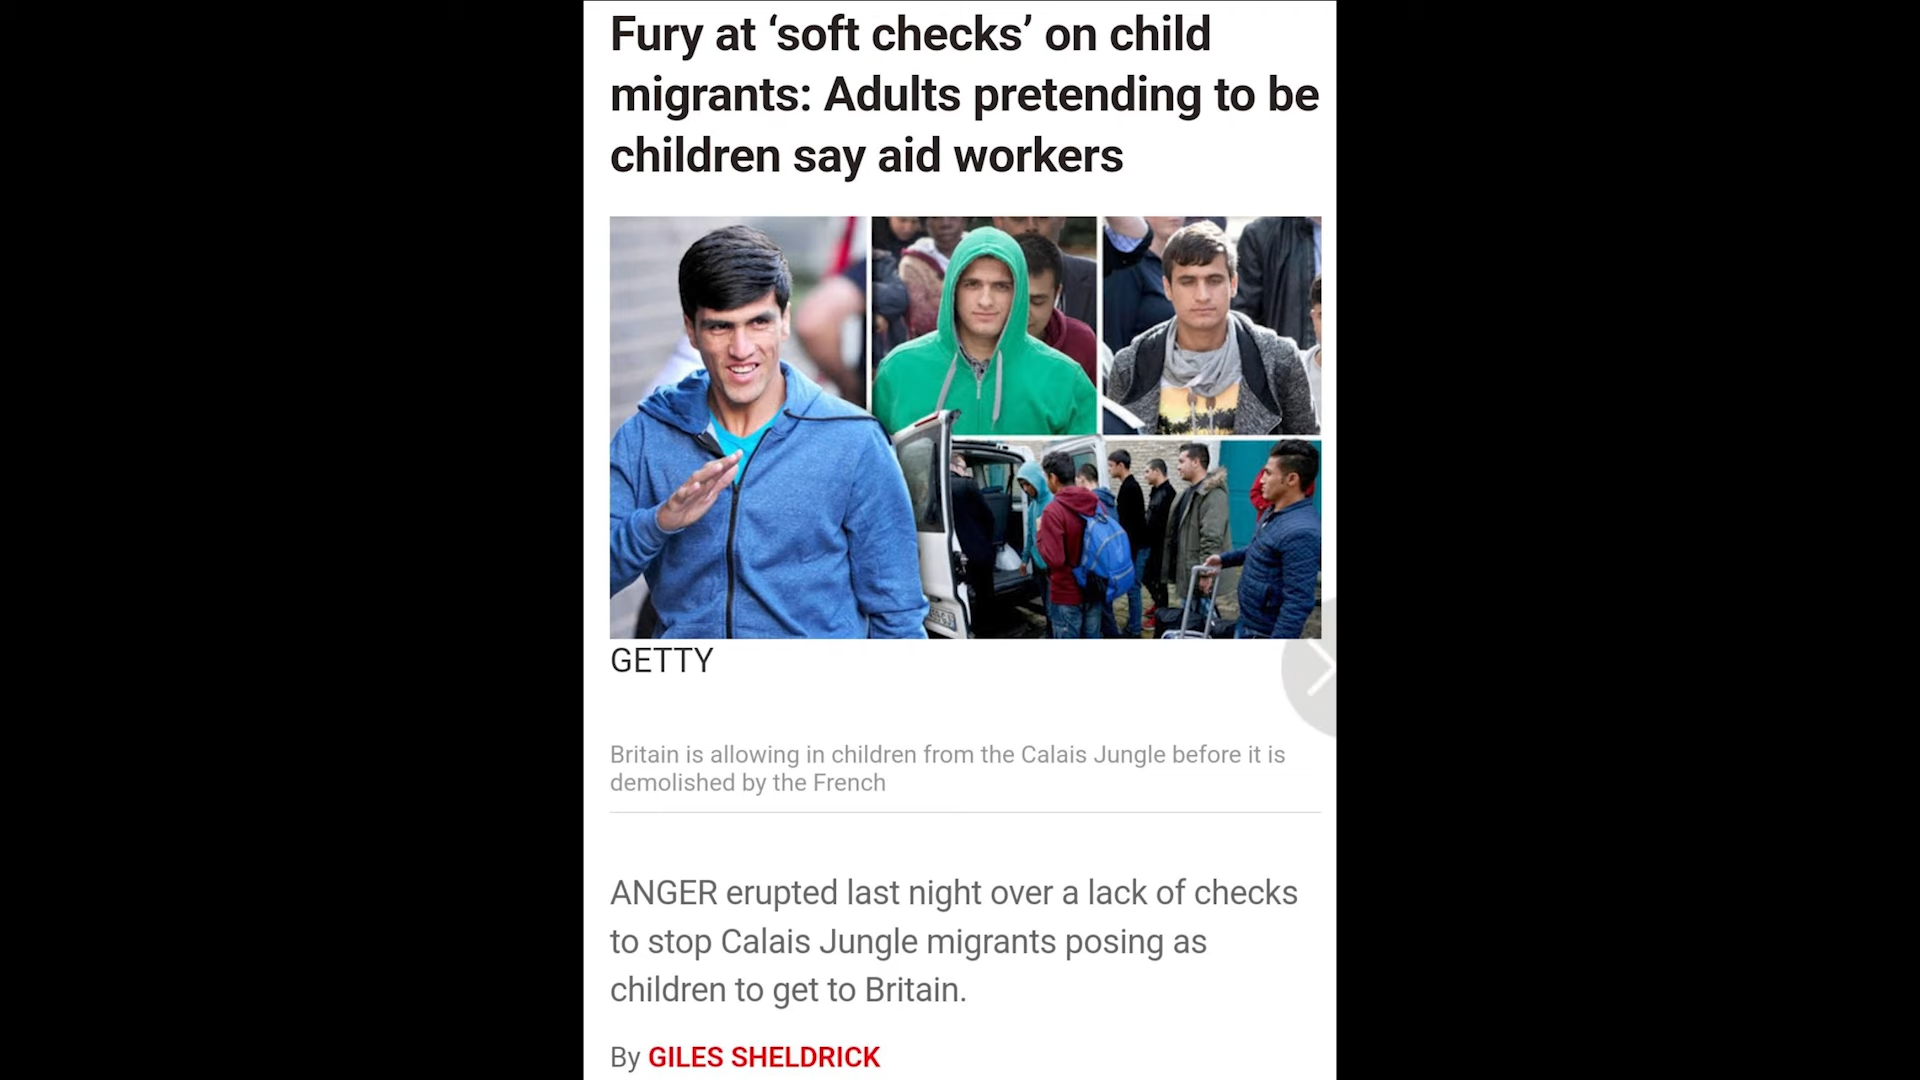 Fury at ‘soft checks’ on child
migrants: Adults pretending to be
children say aid workers
GETTY
Britain is allowing in children from the Calais Jungle before it is
demolished by the French
ANGER erupted last night over a lack of checks
to stop Calais Jungle migrants posing as
children to get to Britain.
By GILES SHELDRICK